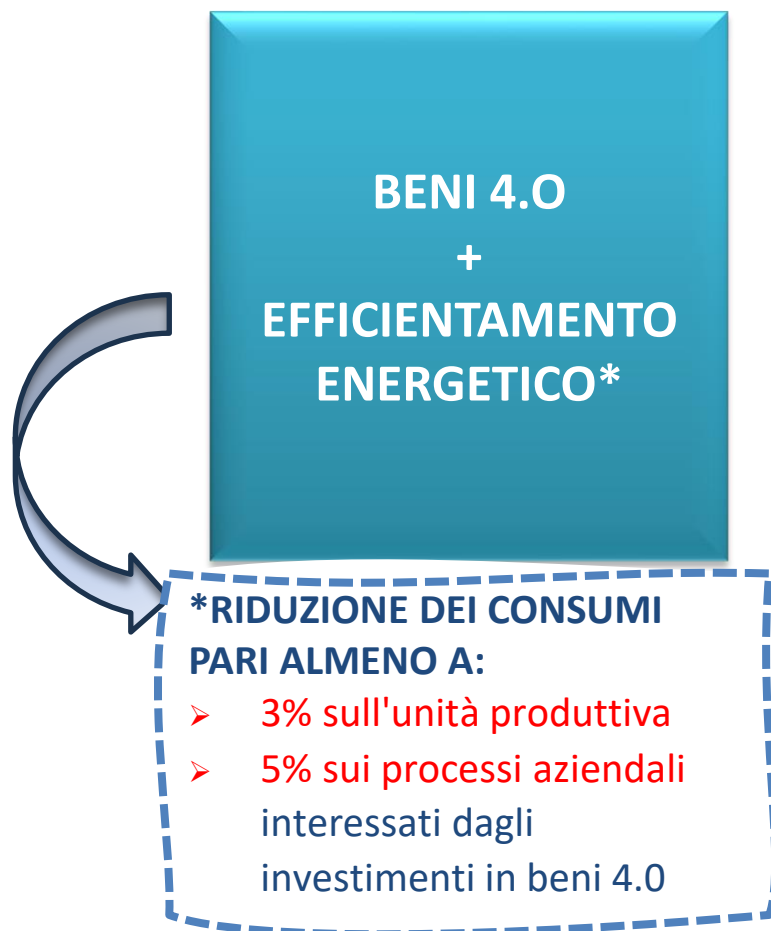 BENI 4.O
+
EFFICIENTAMENTO
ENERGETICO*
*RIDUZIONE DEI CONSUMI
PARI ALMENO A:
➢ 3% sull'unità produttiva
➢ 5% sui processi aziendali
interessati dagli
investimenti in beni 4.0